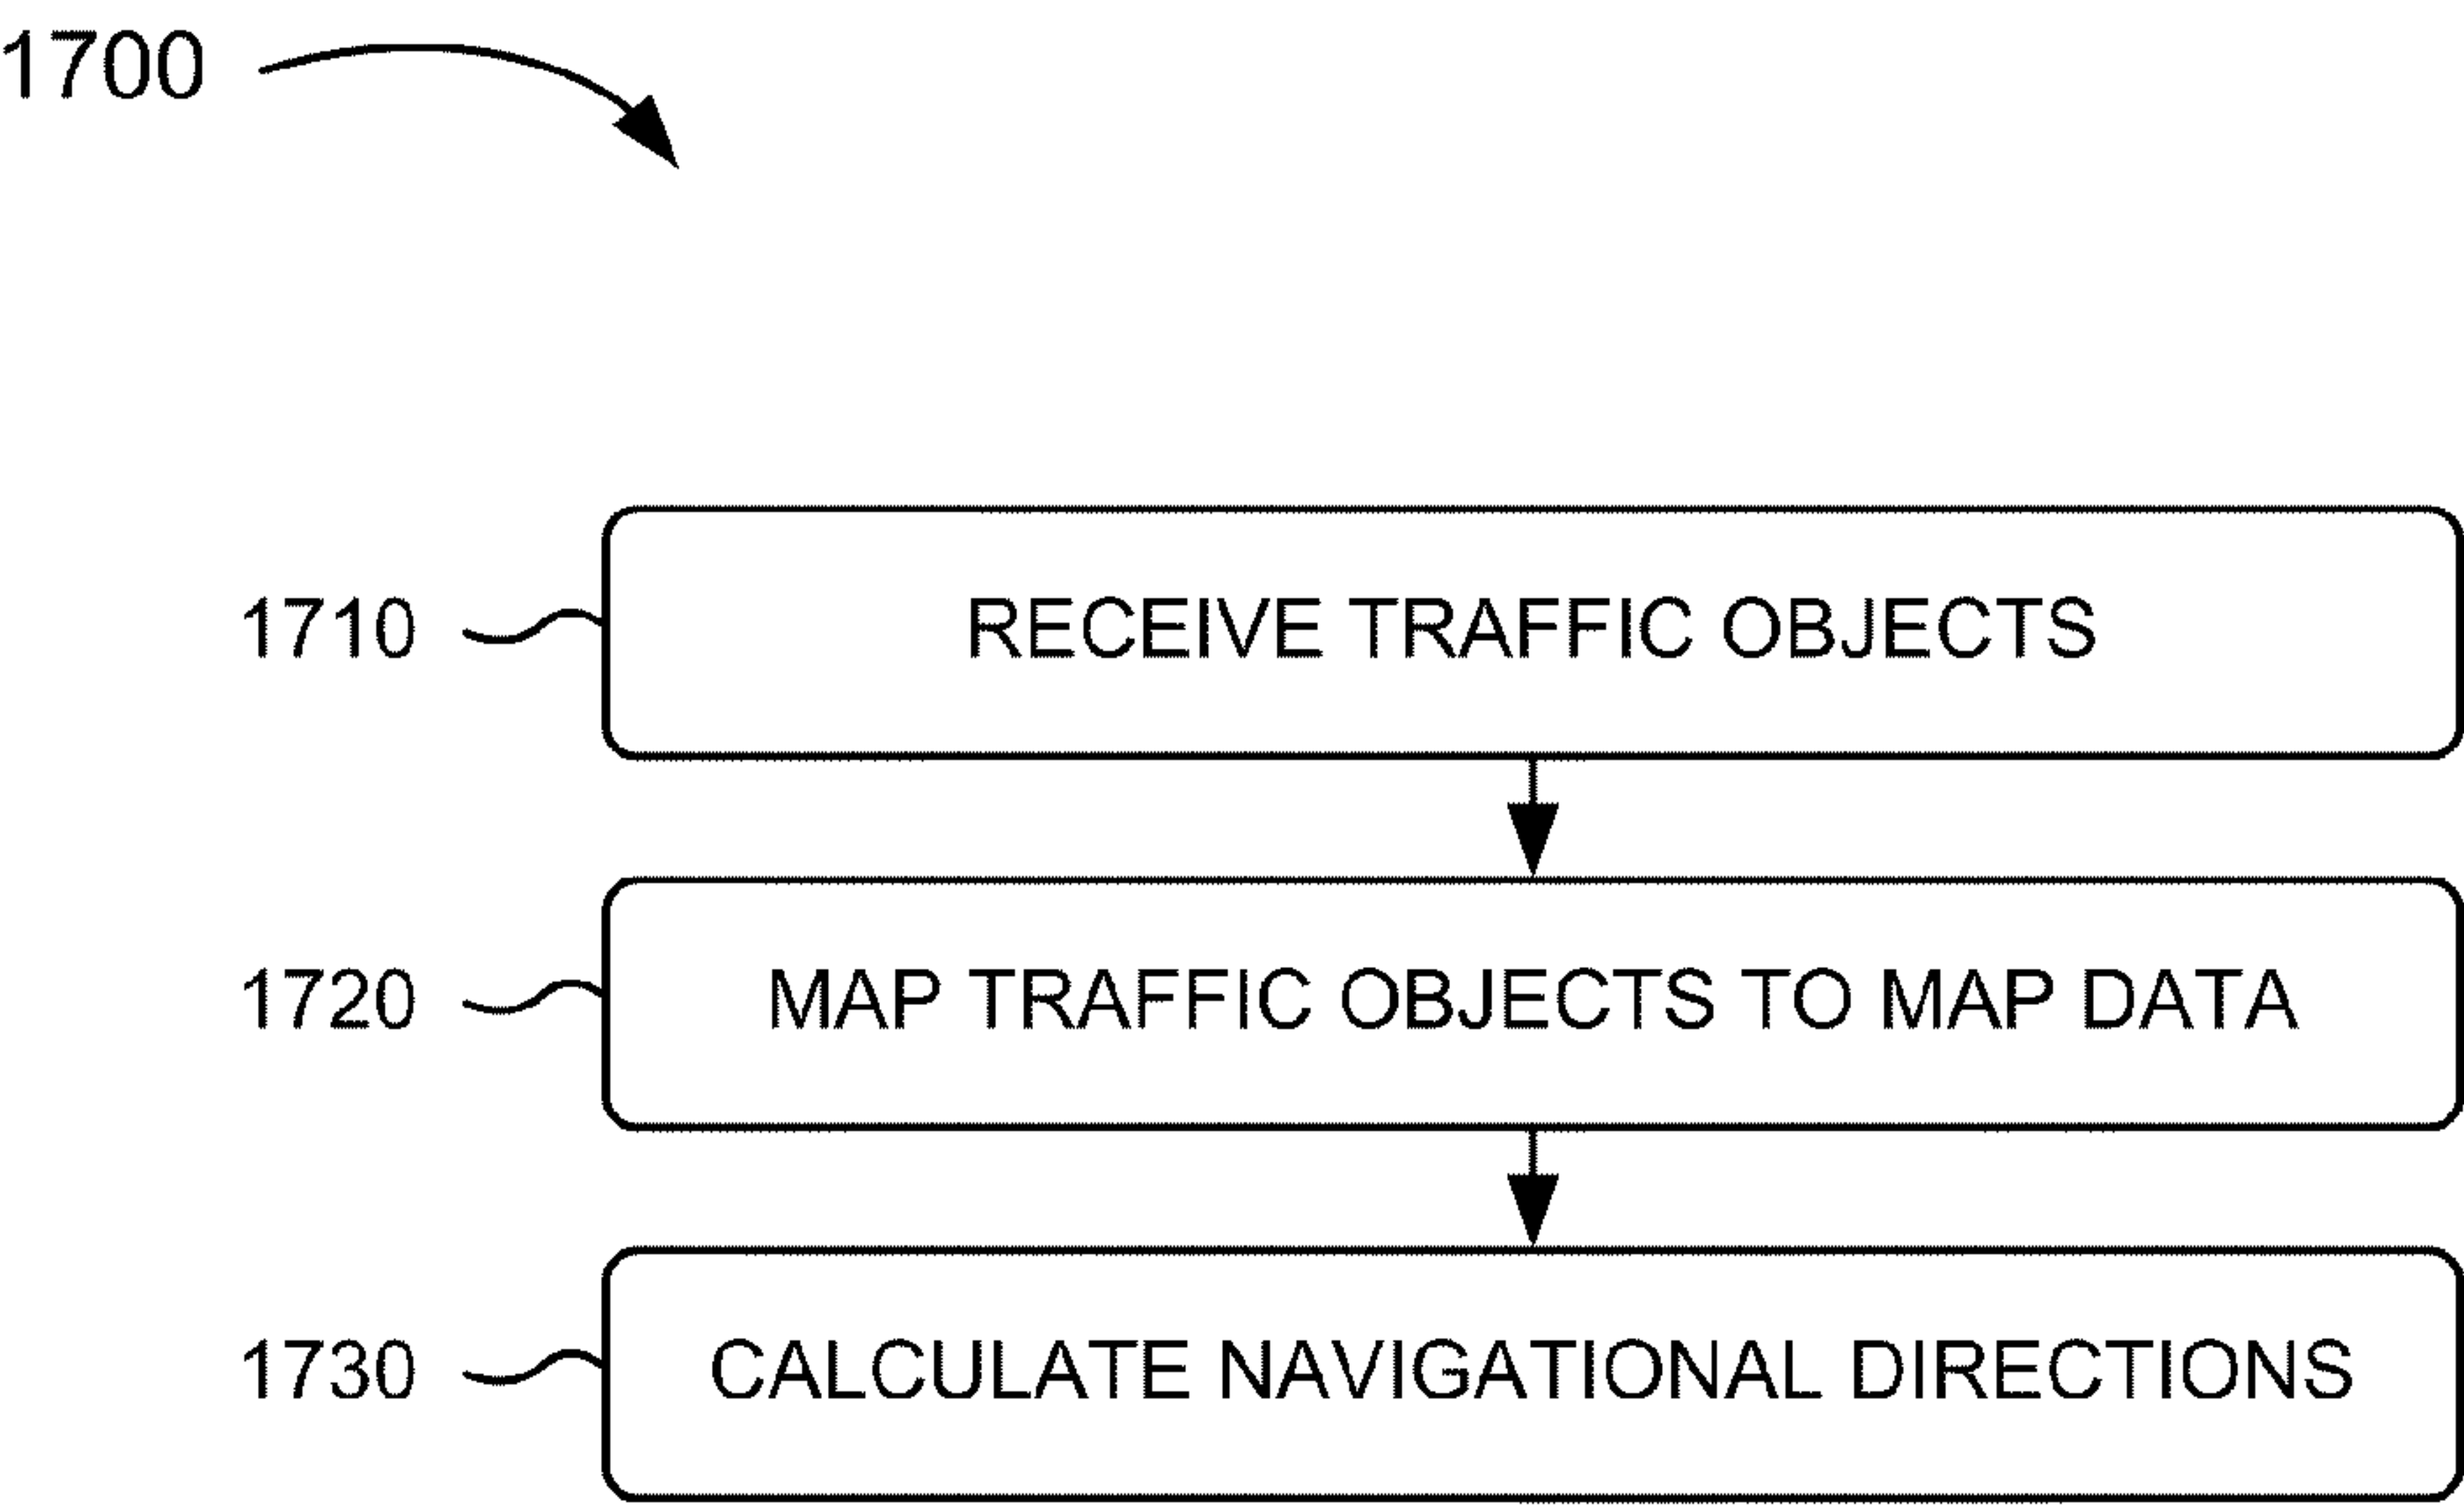 1700
1710 RECEIVE TRAFFIC OBJECTS
1720 MAP TRAFFIC OBJECTS TO MAP DATA
1730 CALCULATE NAVIGATIONAL DIRECTIONS